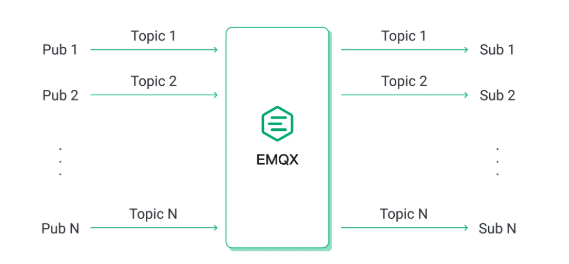 Topic 1 Topic 1
Pub 1 Sub 1
Topic 2 Topic 2
Pub 2 Sub 2
EMQX
Topic N Topic N
Pub N Sub N